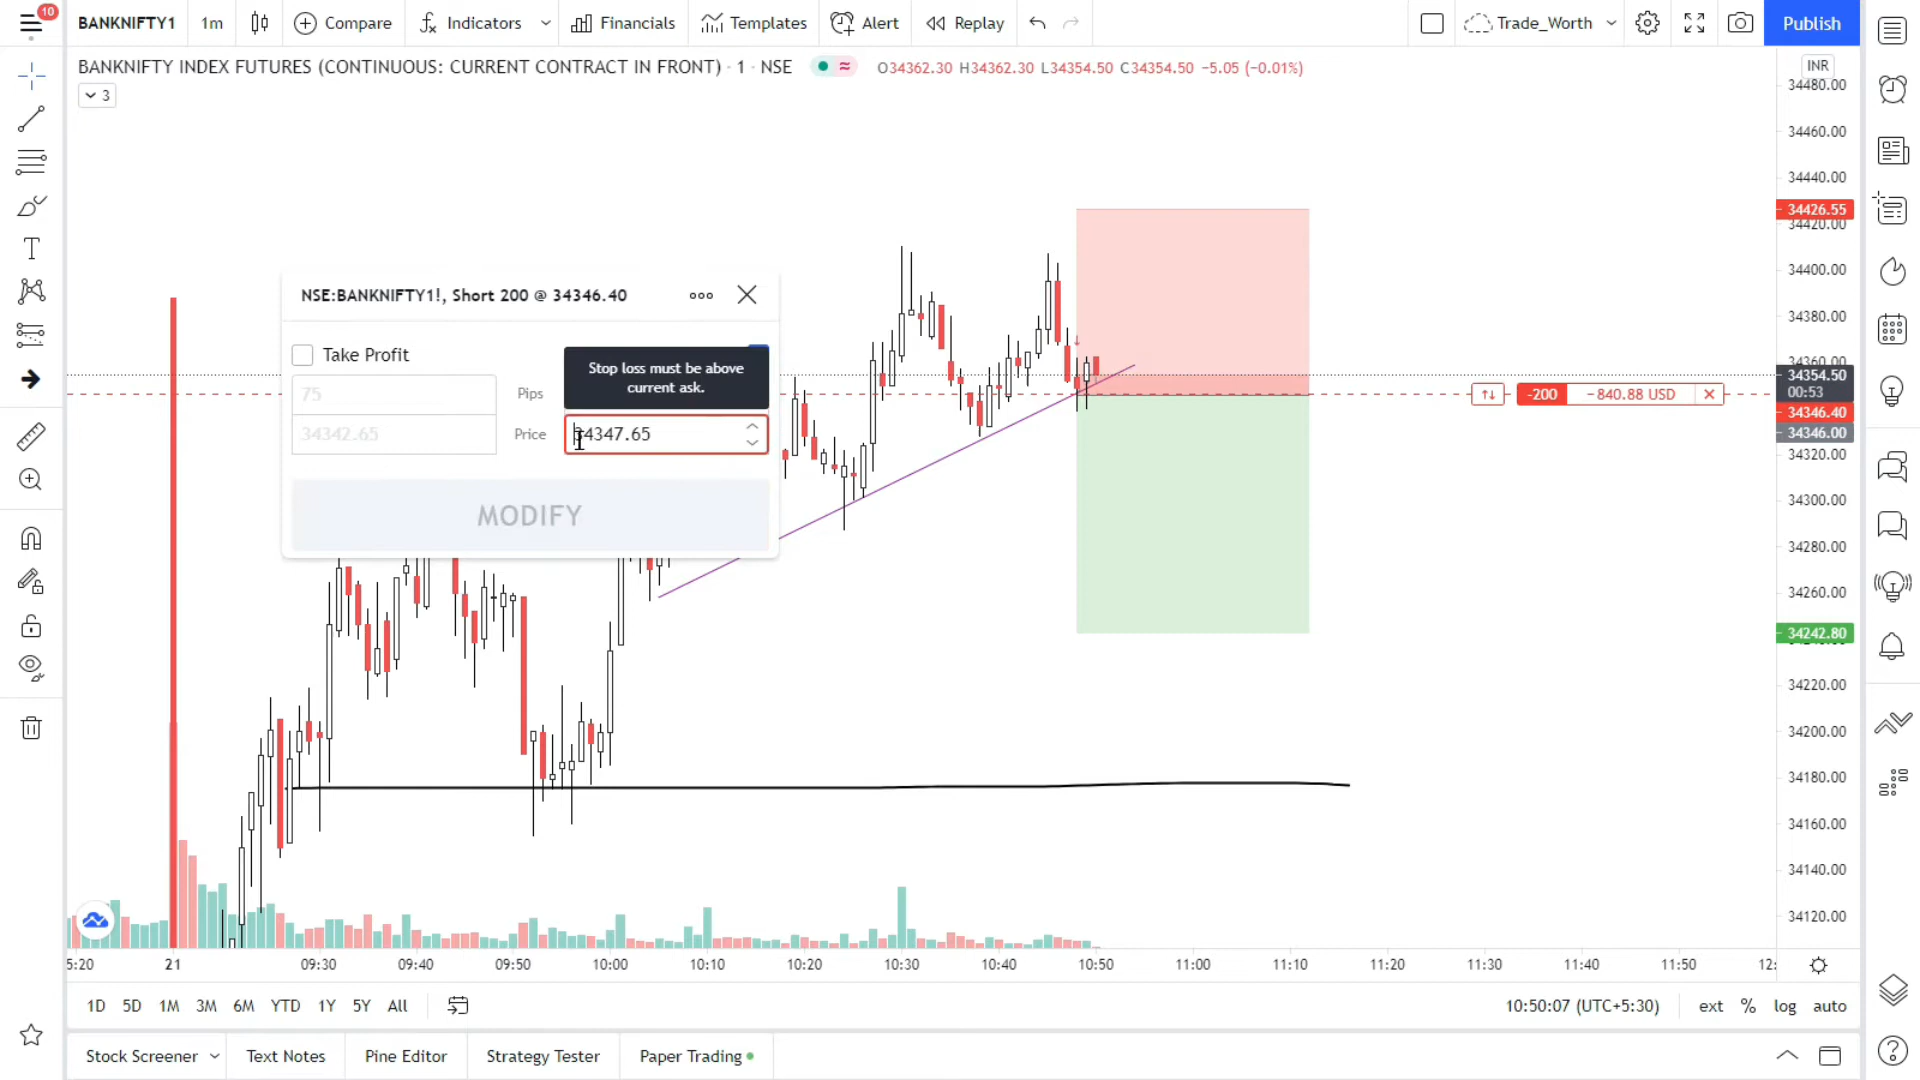 10
BANKNIFTY1
1m
Compare
Indicators
Financials
Templates
Alert
Replay
Trade_Worth
Publish
BANKNIFTY INDEX FUTURES (CONTINUOUS: CURRENT CONTRACT IN FRONT) · 1 · NSE
O34362.30 H34362.30 L34354.50 C34354.50 −5.05 (−0.01%)
3
INR
34480.00
34460.00
34440.00
34426.55
34420.00
34400.00
34380.00
34360.00
34354.50
00:53
34346.40
34346.00
34320.00
34300.00
34280.00
34260.00
34242.80
34220.00
34200.00
34180.00
34160.00
34140.00
34120.00
NSE:BANKNIFTY1!, Short 200 @ 34346.40
Take Profit
Stop loss must be above
current ask.
75
Pips
34342.65
Price
34347.65
MODIFY
-200
−840.88 USD
5:20
21
09:30
09:40
09:50
10:00
10:10
10:20
10:30
10:40
10:50
11:00
11:10
11:20
11:30
11:40
11:50
12:
1D
5D
1M
3M
6M
YTD
1Y
5Y
All
10:50:07 (UTC+5:30)
ext
%
log
auto
Stock Screener
Text Notes
Pine Editor
Strategy Tester
Paper Trading